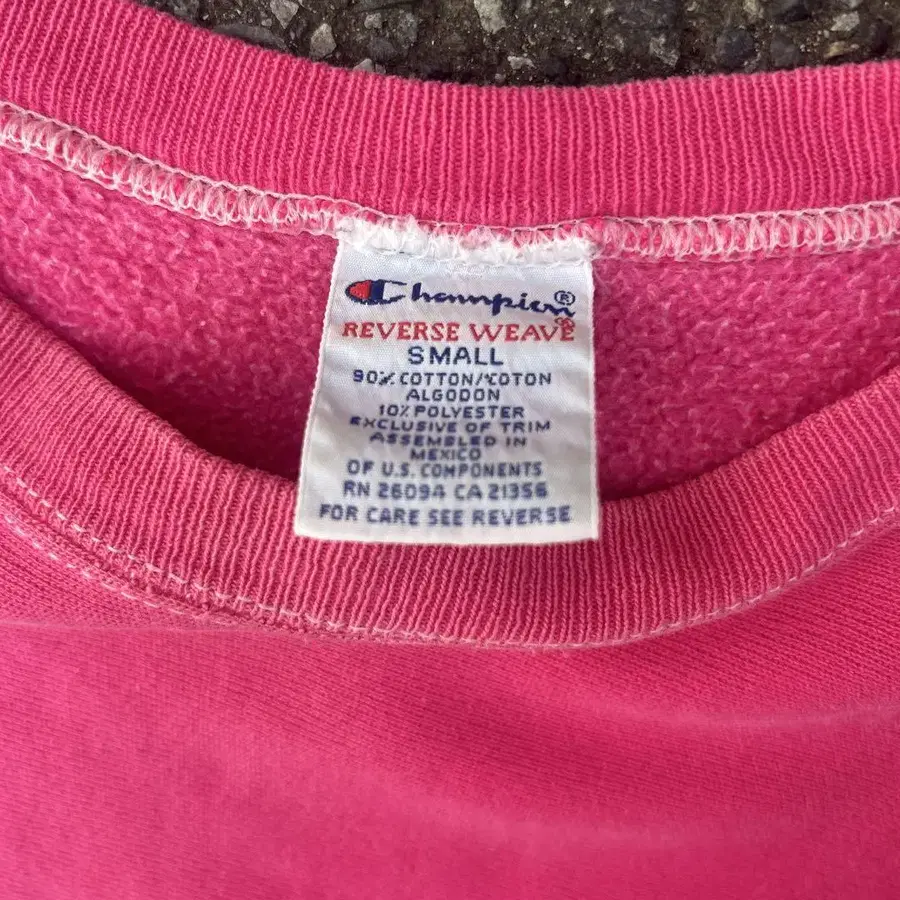 Champion®
REVERSE WEAVE®
SMALL
90% COTTON/COTON
ALGODON
10% POLYESTER
EXCLUSIVE OF TRIM
ASSEMBLED IN
MEXICO
OF U.S. COMPONENTS
RN 26094 CA 21356
FOR CARE SEE REVERSE